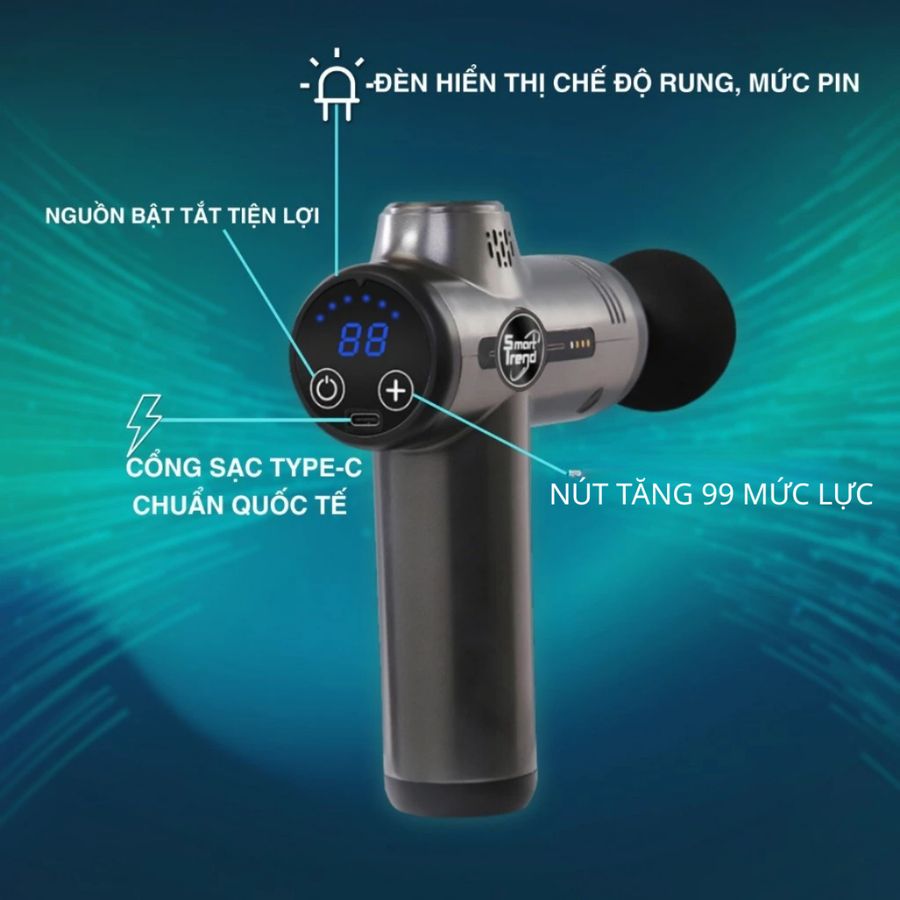 -ĐÈN HIỂN THỊ CHẾ ĐỘ RUNG, MỨC PIN
NGUỒN BẬT TẮT TIỆN LỢI
88
Smart
Trend
CỔNG SẠC TYPE-C
CHUẨN QUỐC TẾ
NÚT TĂNG 99 MỨC LỰC